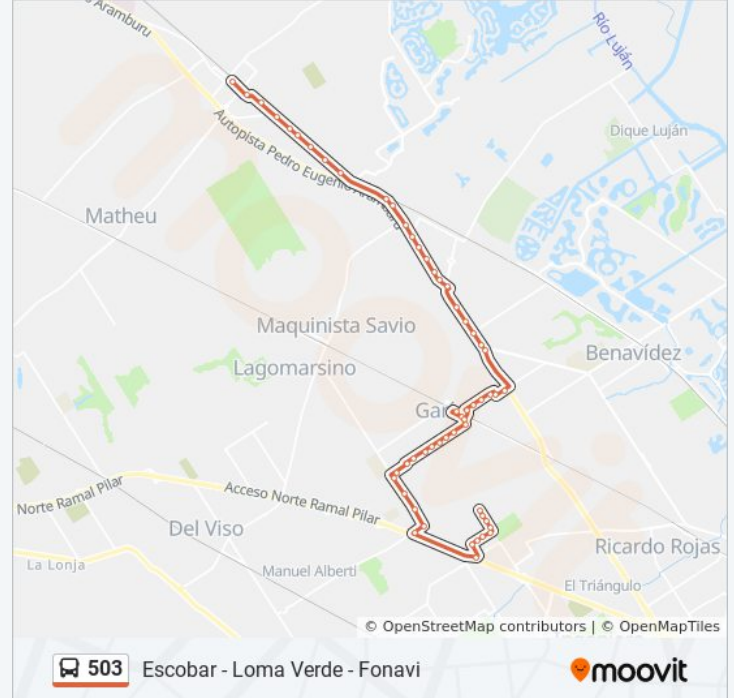 Aramburu
Río Luján
Dique Luján
Autopista Pedro Eugenio Aramburu
Matheu
Maquinista Savio
Lagomarsino
Benavídez
Garín
Norte Ramal Pilar
Acceso Norte Ramal Pilar
Del Viso
Ricardo Rojas
La Lonja
Manuel Alberti
El Triángulo
© OpenStreetMap contributors | © OpenMapTiles
503 Escobar - Loma Verde - Fonavi
moovit